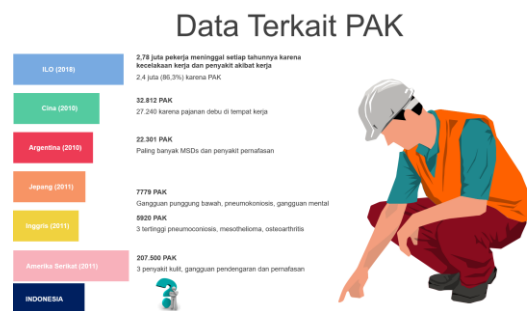 Data Terkait PAK
ILO (2018)
2,78 juta pekerja meninggal setiap tahunnya karena
kecelakaan kerja dan penyakit akibat kerja
2,4 juta (86,3%) karena PAK
Cina (2010)
32.812 PAK
27.240 karena pajanan debu di tempat kerja
Argentina (2010)
22.301 PAK
Paling banyak MSDs dan penyakit pernafasan
Jepang (2011)
7779 PAK
Gangguan punggung bawah, pneumokoniosis, gangguan mental
Inggris (2011)
5920 PAK
3 tertinggi pneumoconiosis, mesothelioma, osteoarthritis
Amerika Serikat (2011)
207.500 PAK
3 penyakit kulit, gangguan pendengaran dan pernafasan
INDONESIA
?